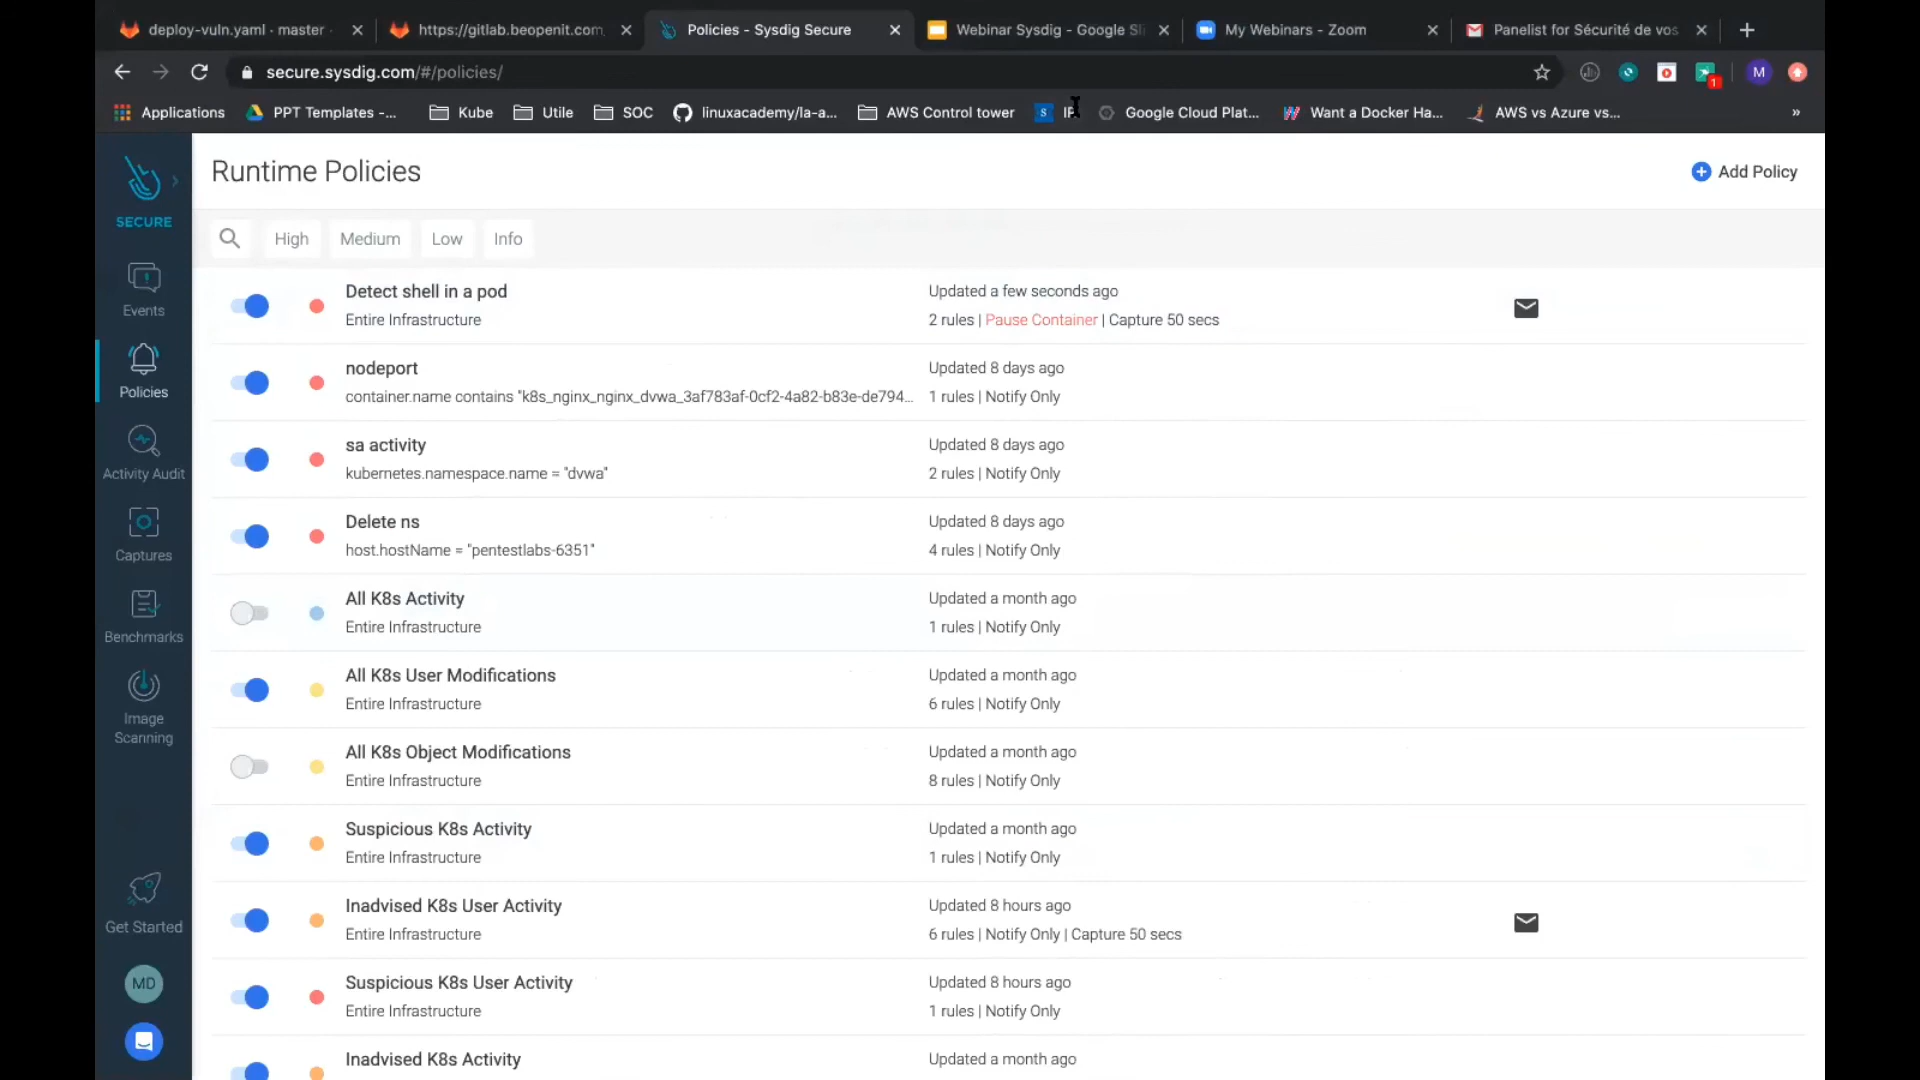 deploy-vuln.yaml · master
https://gitlab.beopenit.com
Policies - Sysdig Secure
Webinar Sysdig - Google Sli
My Webinars - Zoom
Panelist for Sécurité de vos
secure.sysdig.com/#/policies/
M
1
Applications
PPT Templates -...
Kube
Utile
SOC
linuxacademy/la-a...
AWS Control tower
S
Google Cloud Plat...
Want a Docker Ha...
AWS vs Azure vs...
»
SECURE
Events
Policies
Activity Audit
Captures
Benchmarks
Image
Scanning
Get Started
MD
Runtime Policies
Add Policy
High
Medium
Low
Info
Detect shell in a pod
Entire Infrastructure
Updated a few seconds ago
2 rules | Pause Container | Capture 50 secs
nodeport
container.name contains "k8s_nginx_nginx_dvwa_3af783af-0cf2-4a82-b83e-de794...
Updated 8 days ago
1 rules | Notify Only
sa activity
kubernetes.namespace.name = "dvwa"
Updated 8 days ago
2 rules | Notify Only
Delete ns
host.hostName = "pentestlabs-6351"
Updated 8 days ago
4 rules | Notify Only
All K8s Activity
Entire Infrastructure
Updated a month ago
1 rules | Notify Only
All K8s User Modifications
Entire Infrastructure
Updated a month ago
6 rules | Notify Only
All K8s Object Modifications
Entire Infrastructure
Updated a month ago
8 rules | Notify Only
Suspicious K8s Activity
Entire Infrastructure
Updated a month ago
1 rules | Notify Only
Inadvised K8s User Activity
Entire Infrastructure
Updated 8 hours ago
6 rules | Notify Only | Capture 50 secs
Suspicious K8s User Activity
Entire Infrastructure
Updated 8 hours ago
1 rules | Notify Only
Inadvised K8s Activity
Updated a month ago